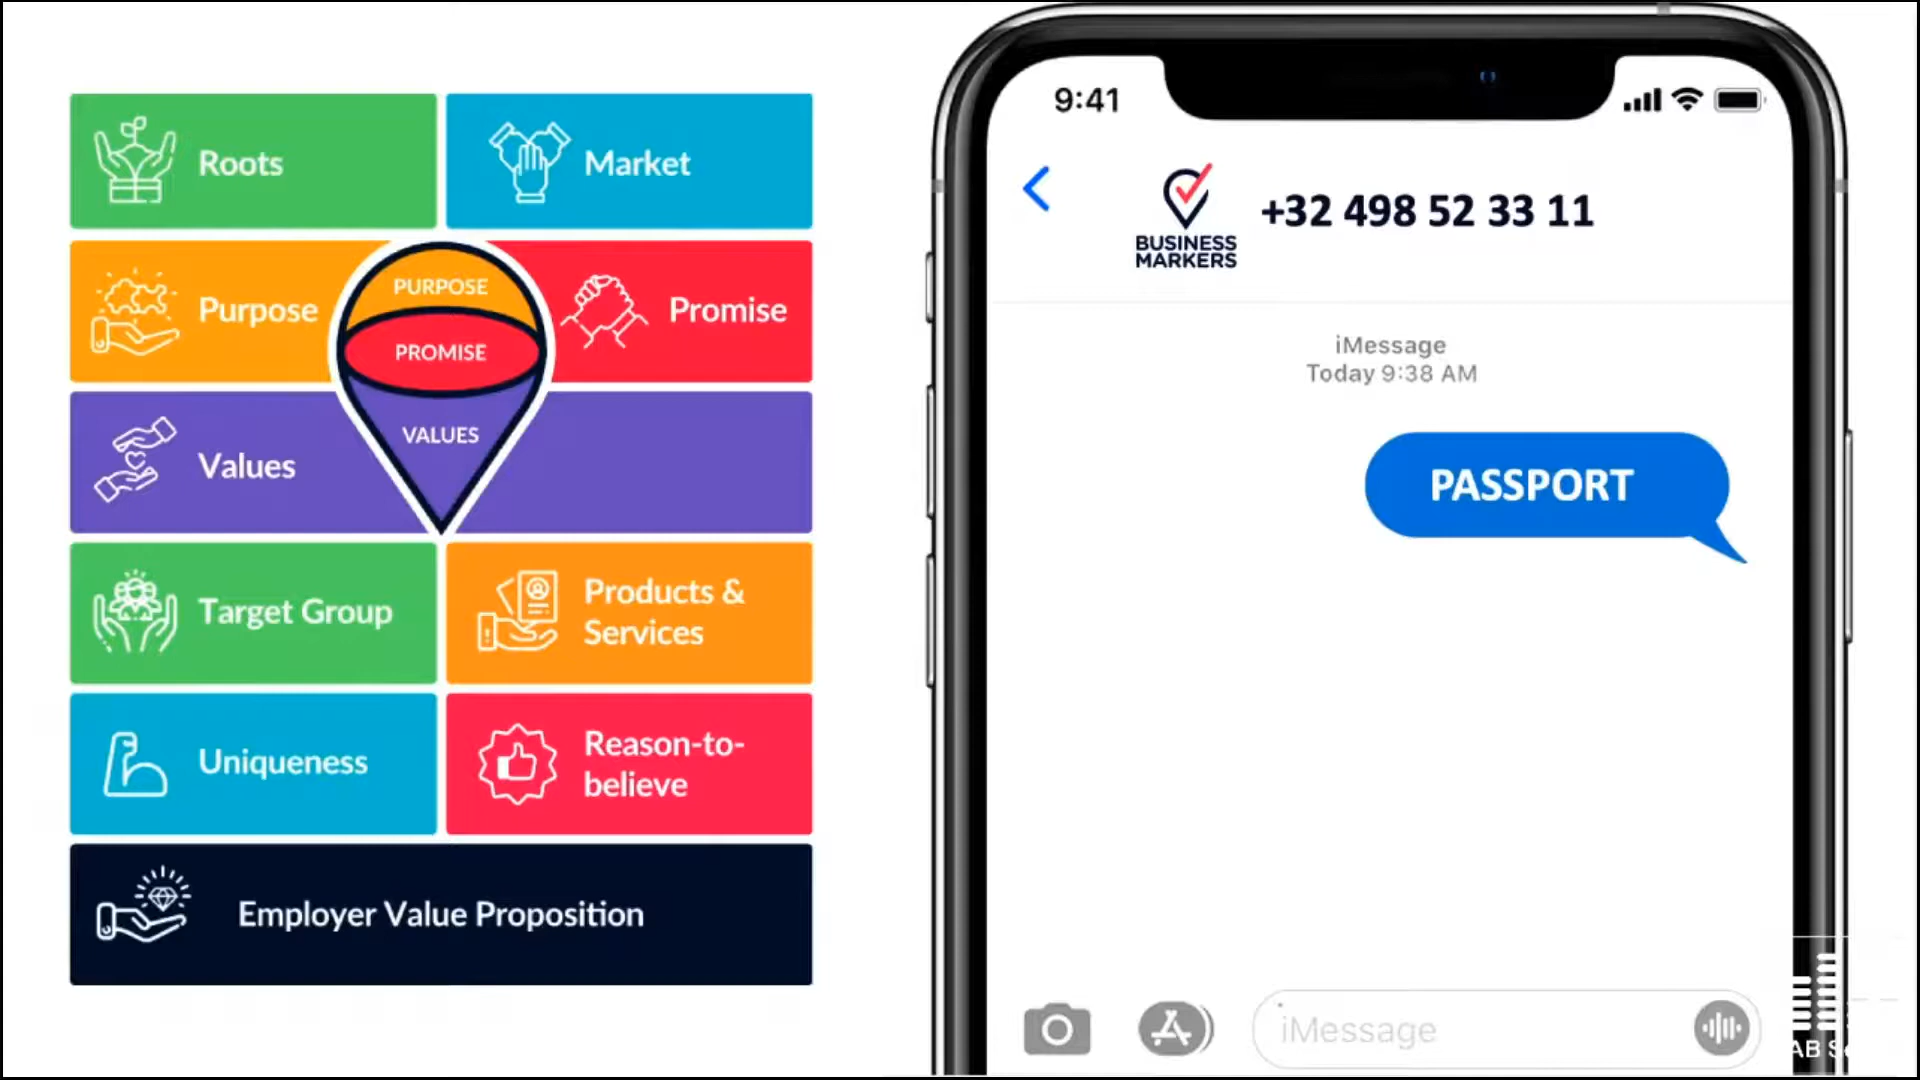 Roots
Market
Purpose
PURPOSE
Promise
PROMISE
Values
VALUES
Target Group
Products &
Services
Uniqueness
Reason-to-
believe
Employer Value Proposition
9:41
BUSINESS
MARKERS
+32 498 52 33 11
iMessage
Today 9:38 AM
PASSPORT
iMessage